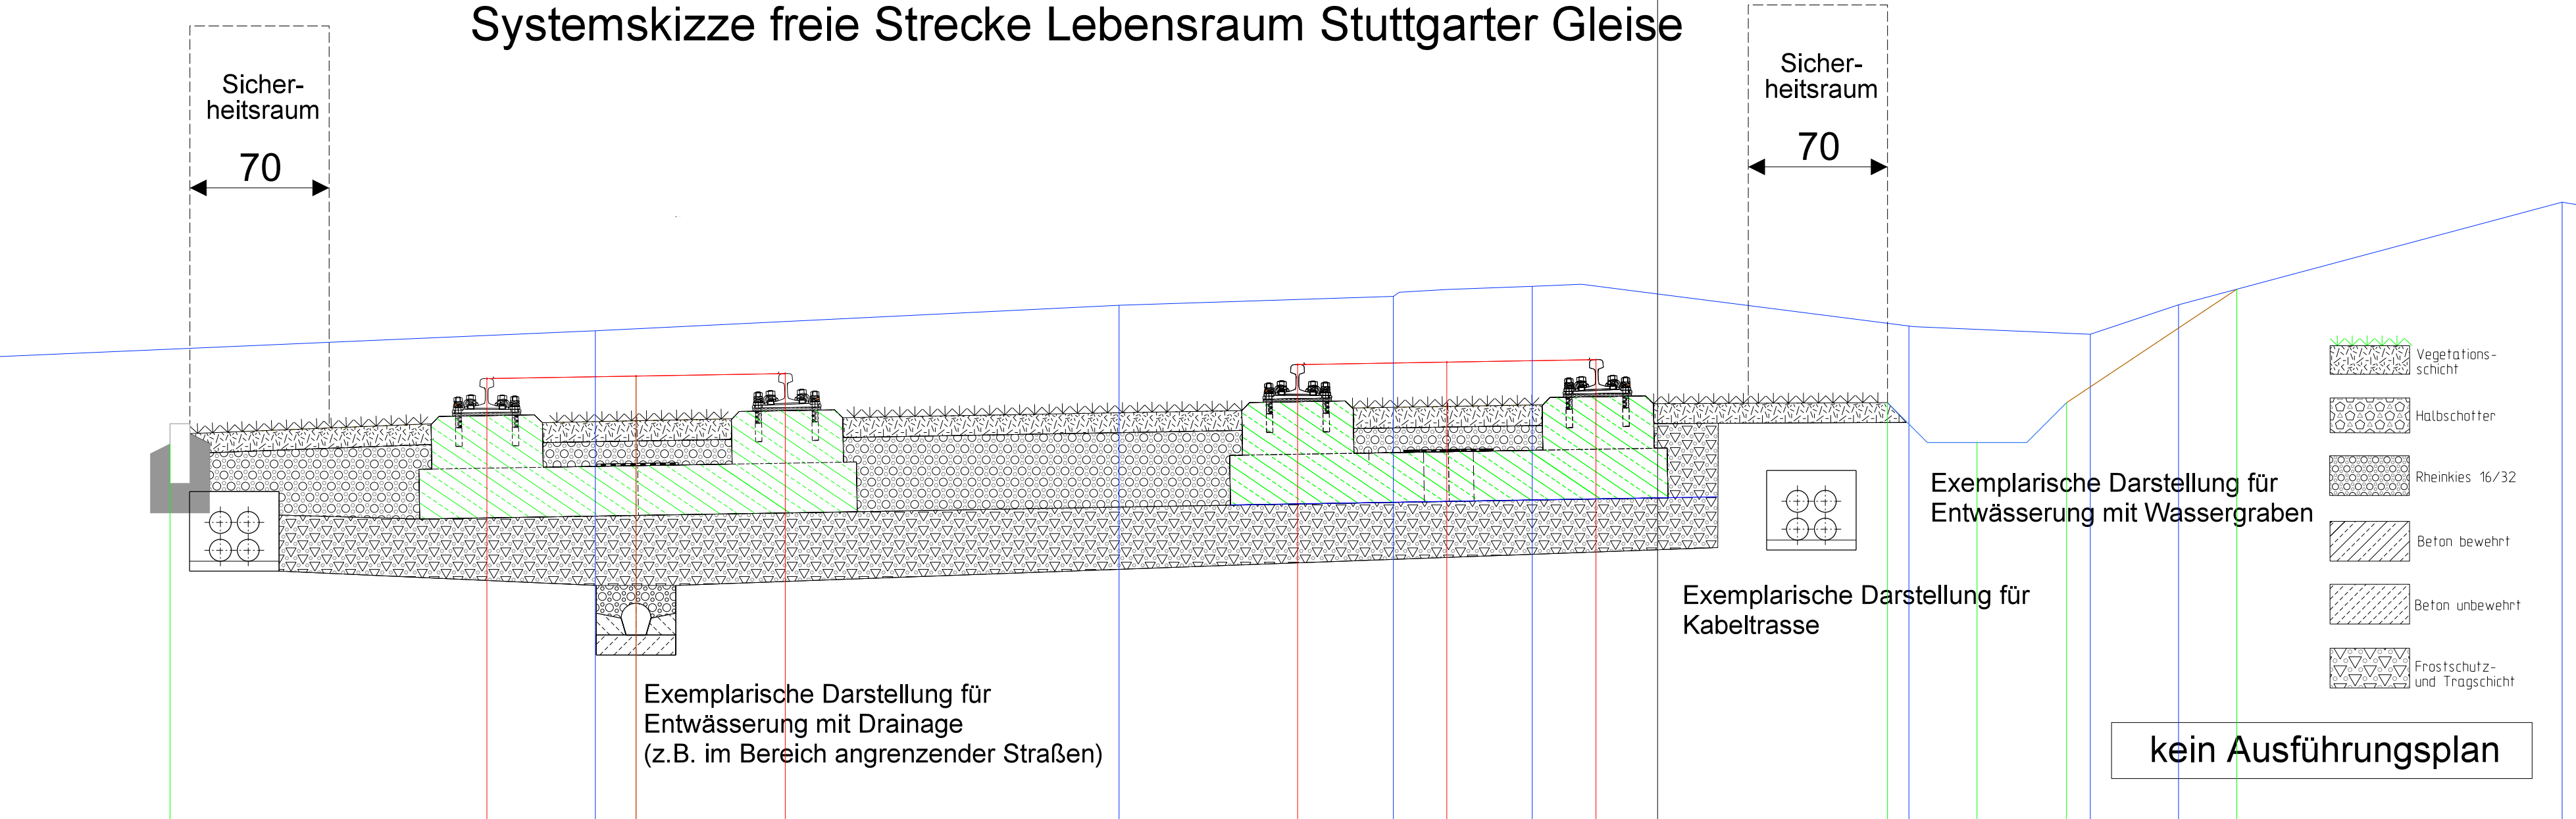 Systemskizze freie Strecke Lebensraum Stuttgarter Gleise
Sicher-
heitsraum
70
Sicher-
heitsraum
70
Vegetations-
schicht
Halbschotter
Rheinkies 16/32
Beton bewehrt
Beton unbewehrt
Frostschutz-
und Tragschicht
Exemplarische Darstellung für
Entwässerung mit Wassergraben
Exemplarische Darstellung für
Kabeltrasse
Exemplarische Darstellung für
Entwässerung mit Drainage
(z.B. im Bereich angrenzender Straßen)
kein Ausführungsplan